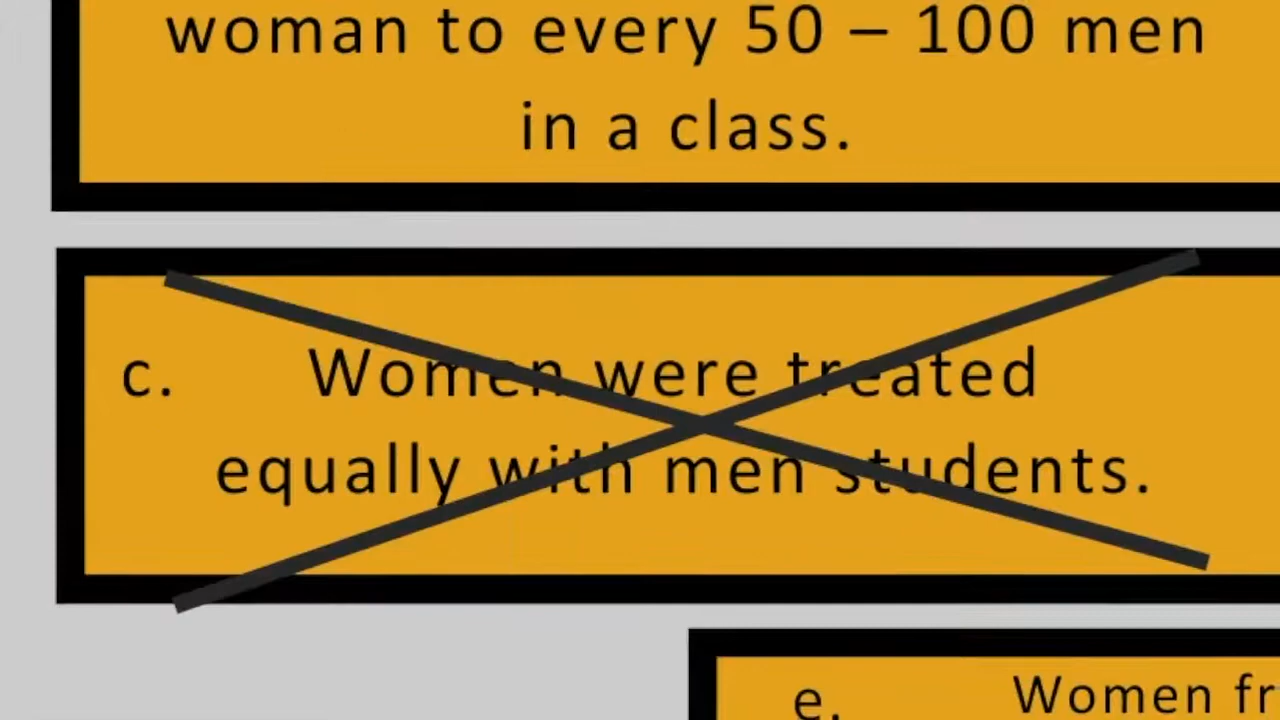 woman to every 50 – 100 men
in a class.
c. Women were treated
equally with men students.
e. Women fr